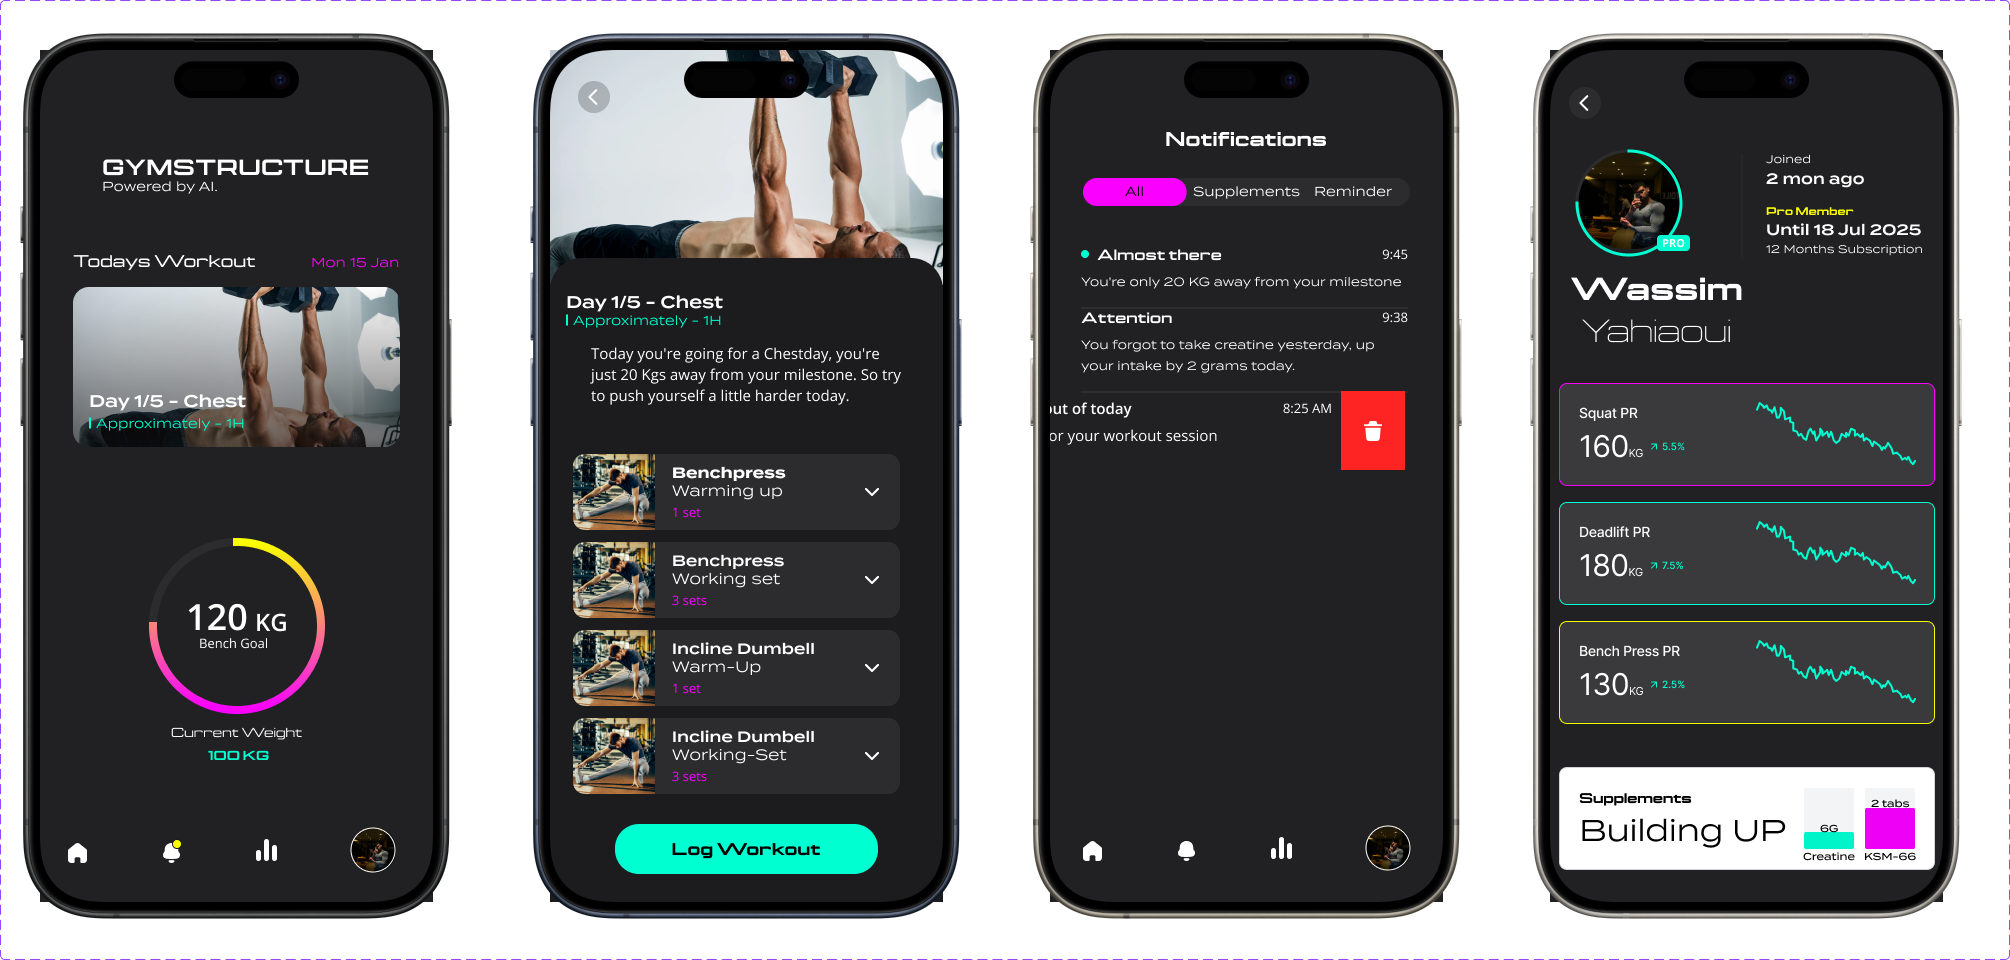 GYMSTRUCTURE
Powered by AI.
Todays Workout
Mon 15 Jan
Day 1/5 - Chest
Approximately - 1H
120 KG
Bench Goal
Current Weight
100 KG
Day 1/5 - Chest
Approximately - 1H
Today you're going for a Chestday, you're
just 20 Kgs away from your milestone. So try
to push yourself a little harder today.
Benchpress
Warming up
1 set
Benchpress
Working set
3 sets
Incline Dumbell
Warm-Up
1 set
Incline Dumbell
Working-Set
3 sets
Log Workout
Notifications
All
Supplements
Reminder
Almost there
9:45
You're only 20 KG away from your milestone
Attention
9:38
You forgot to take creatine yesterday, up
your intake by 2 grams today.
out of today
8:25 AM
or your workout session
Joined
2 mon ago
Pro Member
Until 18 Jul 2025
12 Months Subscription
PRO
Wassim
Yahiaoui
Squat PR
160KG 5.5%
Deadlift PR
180KG 7.5%
Bench Press PR
130KG 2.5%
Supplements
Building UP
6G
Creatine
2 tabs
KSM-66